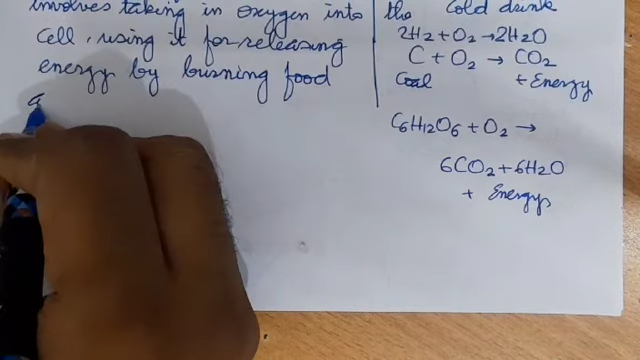 involves taking in oxygen into
cell, using it for releasing
energy by burning food
a
the Cold drink
2H2 + O2 → 2H2O
C + O2 → CO2
Coal + Energy
C6H12O6 + O2 →
6CO2 + 6H2O
+ Energy